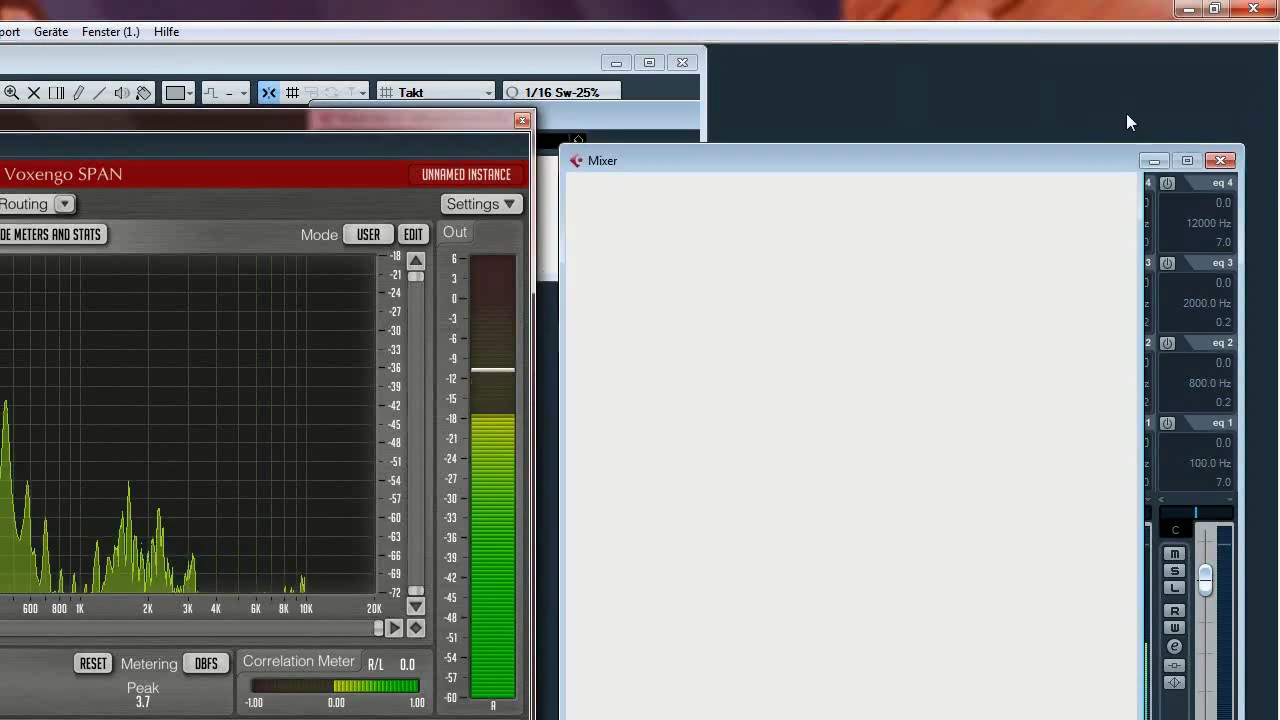 port Geräte Fenster (1.) Hilfe
Takt 1/16 Sw-25%
Voxengo SPAN UNNAMED INSTANCE
Routing Settings
DE METERS AND STATS Mode USER EDIT Out
-18
-21
-24
-27
-30
-33
-36
-39
-42
-45
-48
-51
-54
-57
-60
-63
-66
-69
-72
6
3
0
-3
-6
-9
-12
-15
-18
-21
-24
-27
-30
-33
-36
-39
-42
-45
-48
-51
-54
-57
-60
A
600 800 1K 2K 3K 4K 6K 8K 10K 20K
RESET Metering DBFS Correlation Meter R/L 0.0
Peak
3.7
-1.00 0.00 1.00
Mixer
4 eq 4
0.0
12000 Hz
7.0
3 eq 3
0.0
2000.0 Hz
0.2
2 eq 2
0.0
800.0 Hz
0.2
1 eq 1
0.0
100.0 Hz
7.0
C
m
S
L
R
W
e